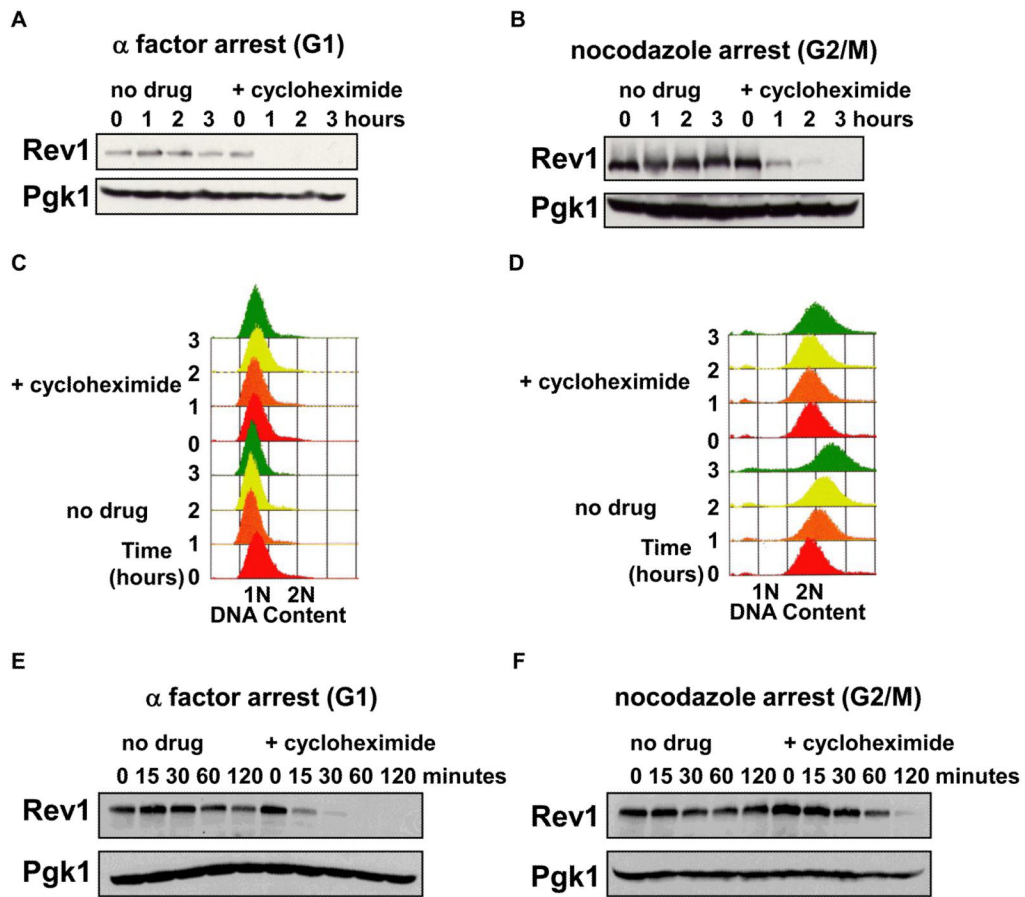 A
α factor arrest (G1)
no drug + cycloheximide
0 1 2 3 0 1 2 3 hours
Rev1
Pgk1
B
nocodazole arrest (G2/M)
no drug + cycloheximide
0 1 2 3 0 1 2 3 hours
Rev1
Pgk1
C
3
+ cycloheximide
2
1
0
3
no drug
2
1
Time
(hours) 0
1N 2N
DNA Content
D
3
+ cycloheximide
2
1
0
3
no drug
2
1
Time
(hours) 0
1N 2N
DNA Content
E
α factor arrest (G1)
no drug + cycloheximide
0 15 30 60 120 0 15 30 60 120 minutes
Rev1
Pgk1
F
nocodazole arrest (G2/M)
no drug + cycloheximide
0 15 30 60 120 0 15 30 60 120 minutes
Rev1
Pgk1